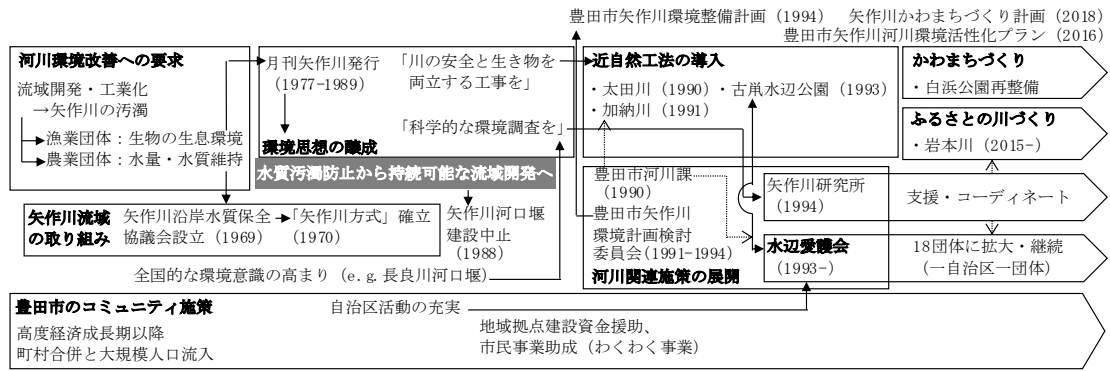 豊田市矢作川環境整備計画（1994）　矢作川かわまちづくり計画（2018）
豊田市矢作川河川環境活性化プラン（2016）
河川環境改善への要求
流域開発・工業化
→矢作川の汚濁
漁業団体：生物の生息環境
農業団体：水量・水質維持
月刊矢作川発行
（1977-1989）
「川の安全と生き物を
両立する工事を」
「科学的な環境調査を」
環境思想の醸成
水質汚濁防止から持続可能な流域開発へ
近自然工法の導入
・太田川（1990）・古鼡水辺公園（1993）
・加納川（1991）
かわまちづくり
・白浜公園再整備
ふるさとの川づくり
・岩本川（2015-）
矢作川流域
の取り組み
矢作川沿岸水質保全
協議会設立（1969）
「矢作川方式」確立
（1970）
矢作川河口堰
建設中止
（1988）
全国的な環境意識の高まり（e.g.長良川河口堰）
豊田市河川課
（1990）
豊田市矢作川
環境計画検討
委員会（1991-1994）
河川関連施策の展開
矢作川研究所
（1994）
支援・コーディネート
水辺愛護会
（1993-）
18団体に拡大・継続
（一自治区一団体）
豊田市のコミュニティ施策
高度経済成長期以降
町村合併と大規模人口流入
自治区活動の充実
地域拠点建設資金援助、
市民事業助成（わくわく事業）